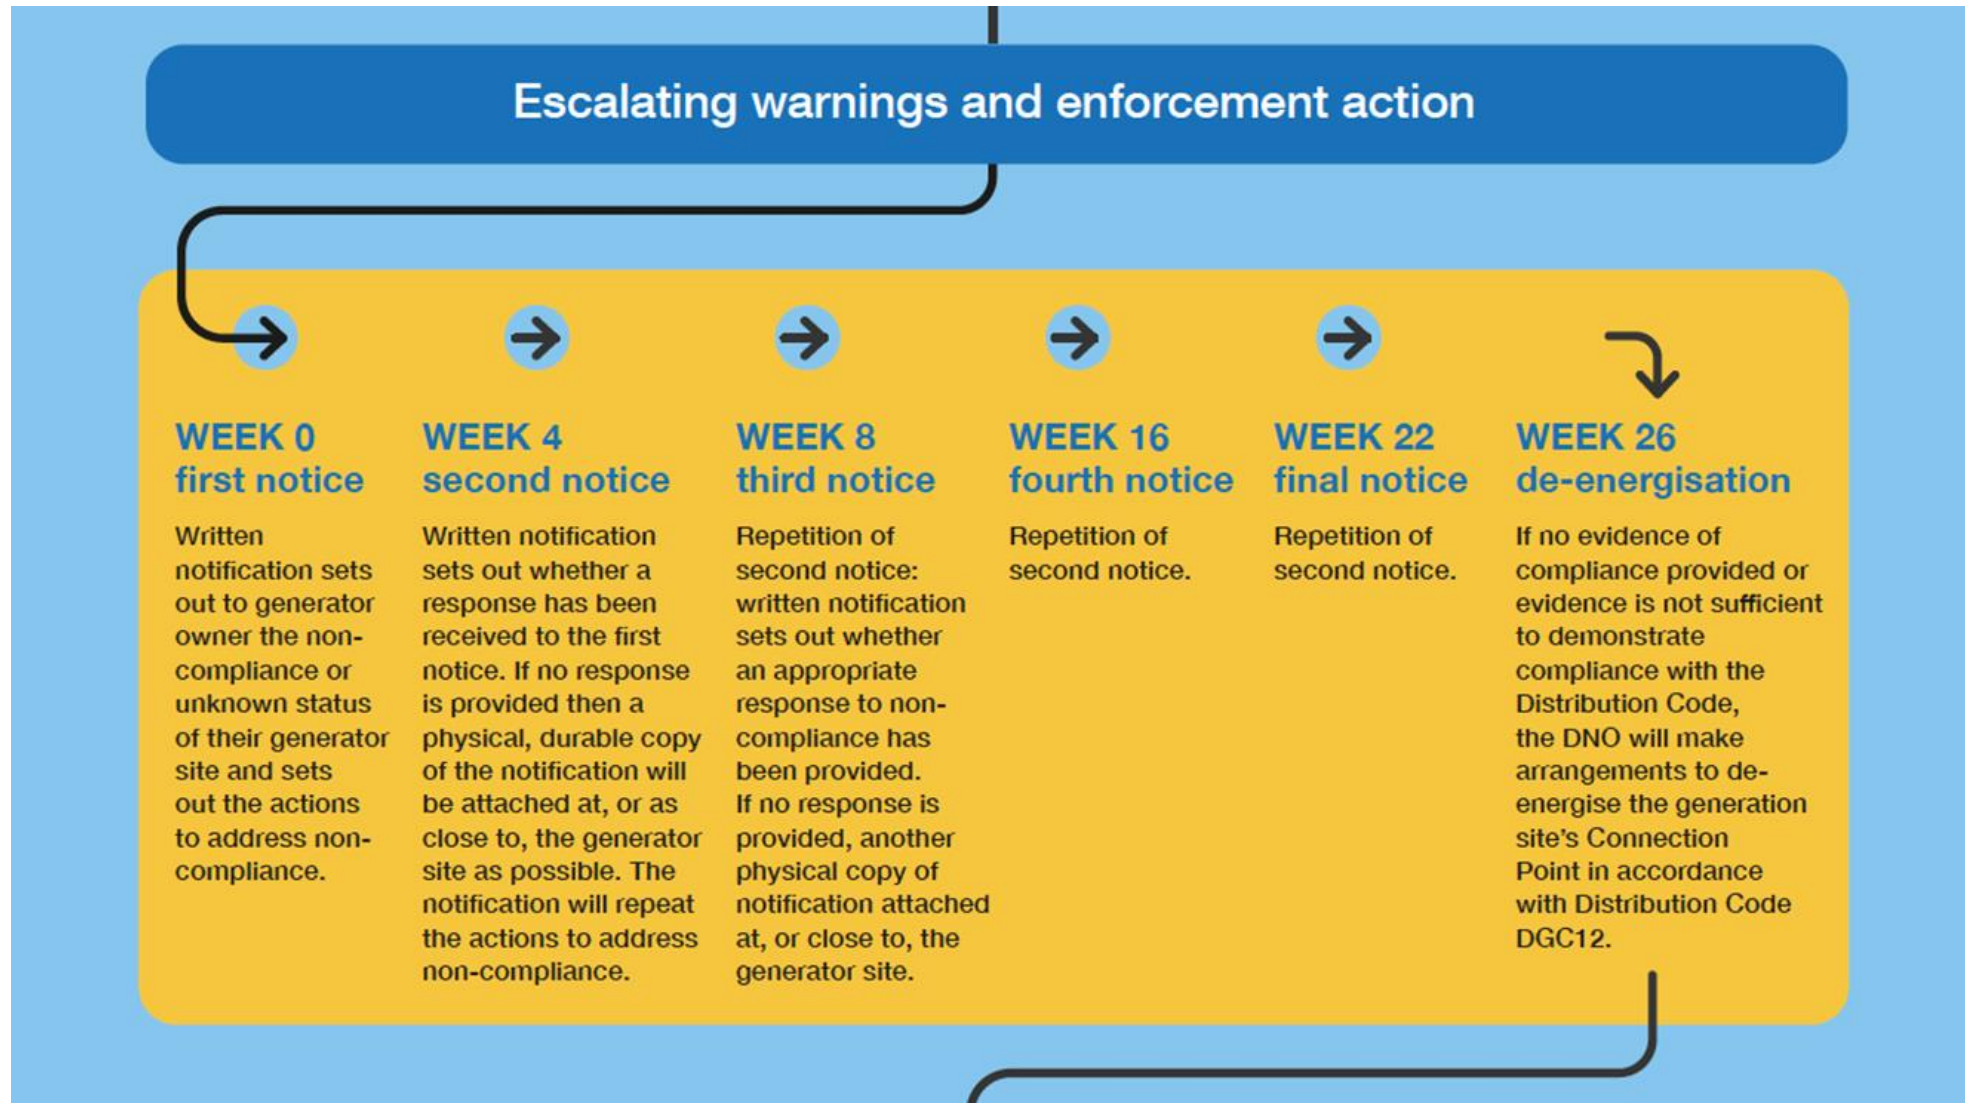 Escalating warnings and enforcement action
WEEK 0
first notice
Written
notification sets
out to generator
owner the non-
compliance or
unknown status
of their generator
site and sets
out the actions
to address non-
compliance.
WEEK 4
second notice
Written notification
sets out whether a
response has been
received to the first
notice. If no response
is provided then a
physical, durable copy
of the notification will
be attached at, or as
close to, the generator
site as possible. The
notification will repeat
the actions to address
non-compliance.
WEEK 8
third notice
Repetition of
second notice:
written notification
sets out whether
an appropriate
response to non-
compliance has
been provided.
If no response is
provided, another
physical copy of
notification attached
at, or close to, the
generator site.
WEEK 16
fourth notice
Repetition of
second notice.
WEEK 22
final notice
Repetition of
second notice.
WEEK 26
de-energisation
If no evidence of
compliance provided or
evidence is not sufficient
to demonstrate
compliance with the
Distribution Code,
the DNO will make
arrangements to de-
energise the generation
site's Connection
Point in accordance
with Distribution Code
DGC12.